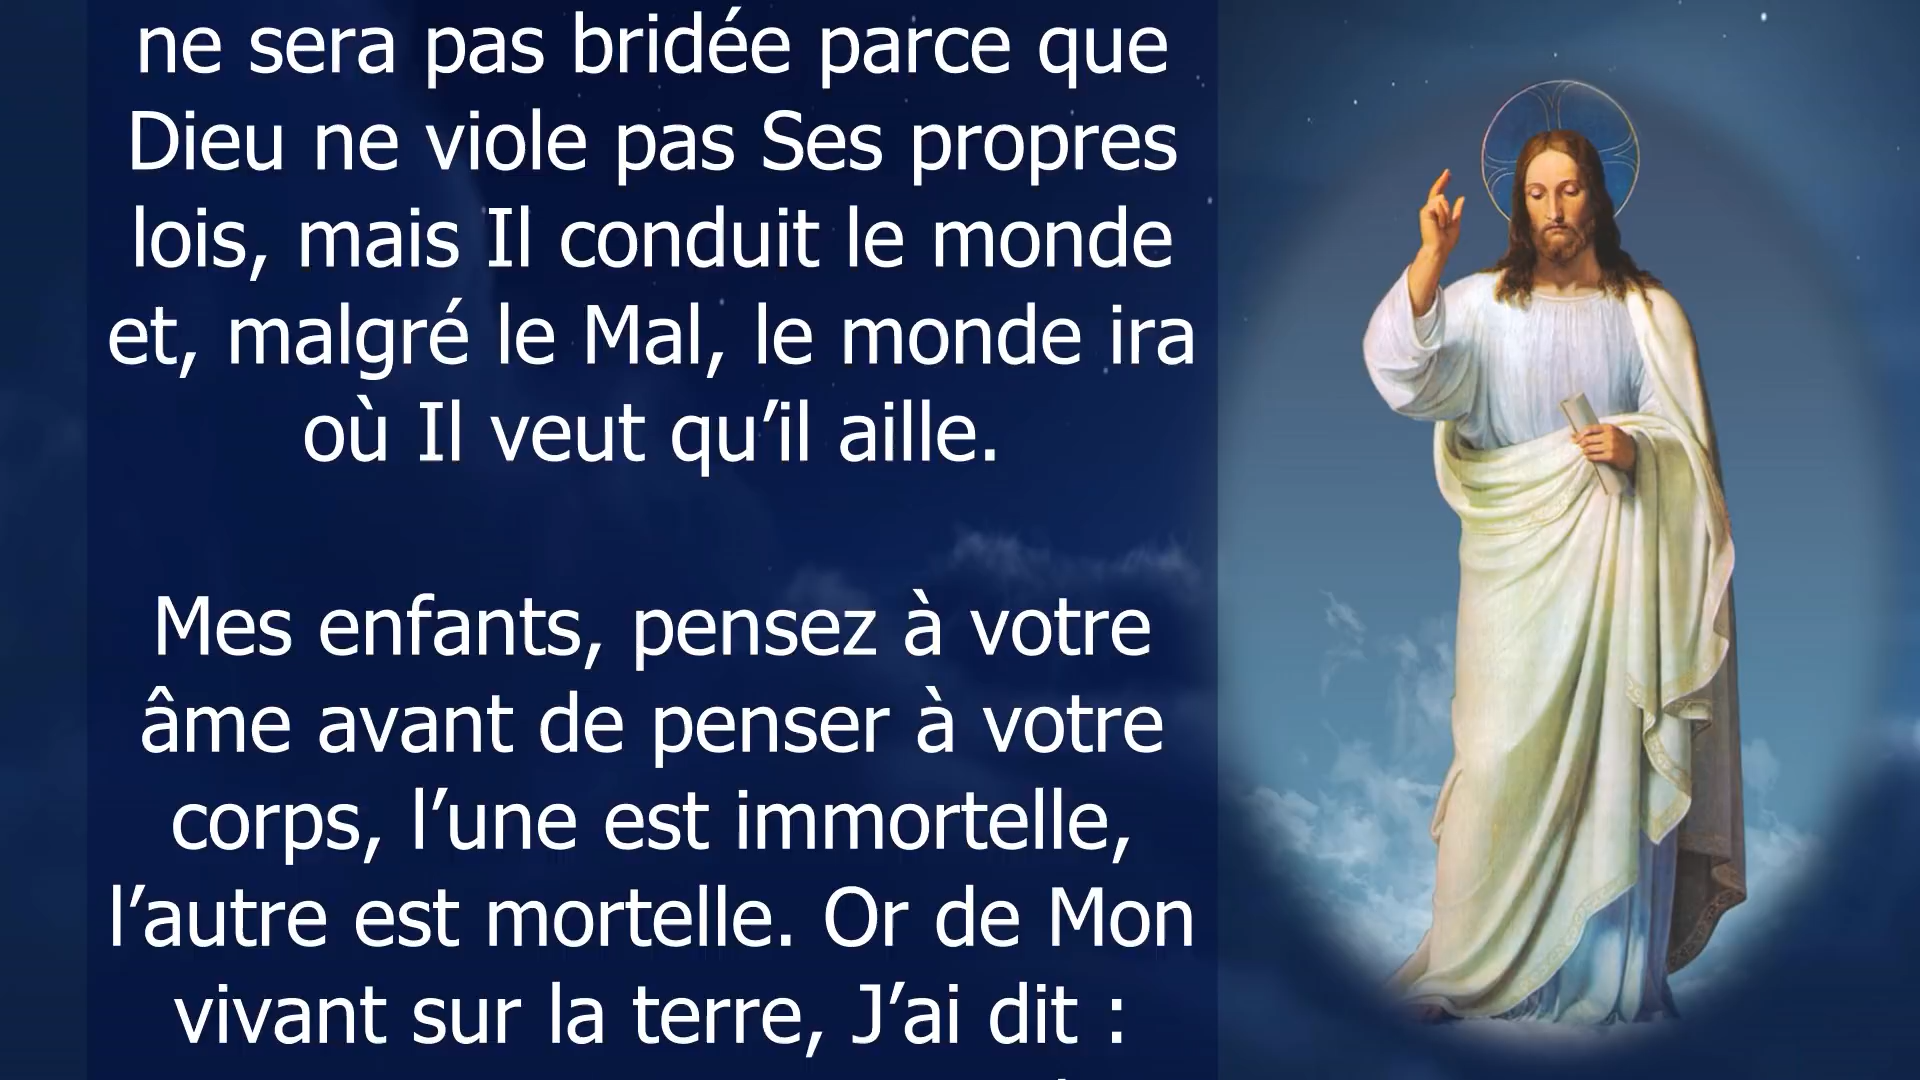 ne sera pas bridée parce que
Dieu ne viole pas Ses propres
lois, mais Il conduit le monde
et, malgré le Mal, le monde ira
où Il veut qu’il aille.
Mes enfants, pensez à votre
âme avant de penser à votre
corps, l’une est immortelle,
l’autre est mortelle. Or de Mon
vivant sur la terre, J’ai dit :